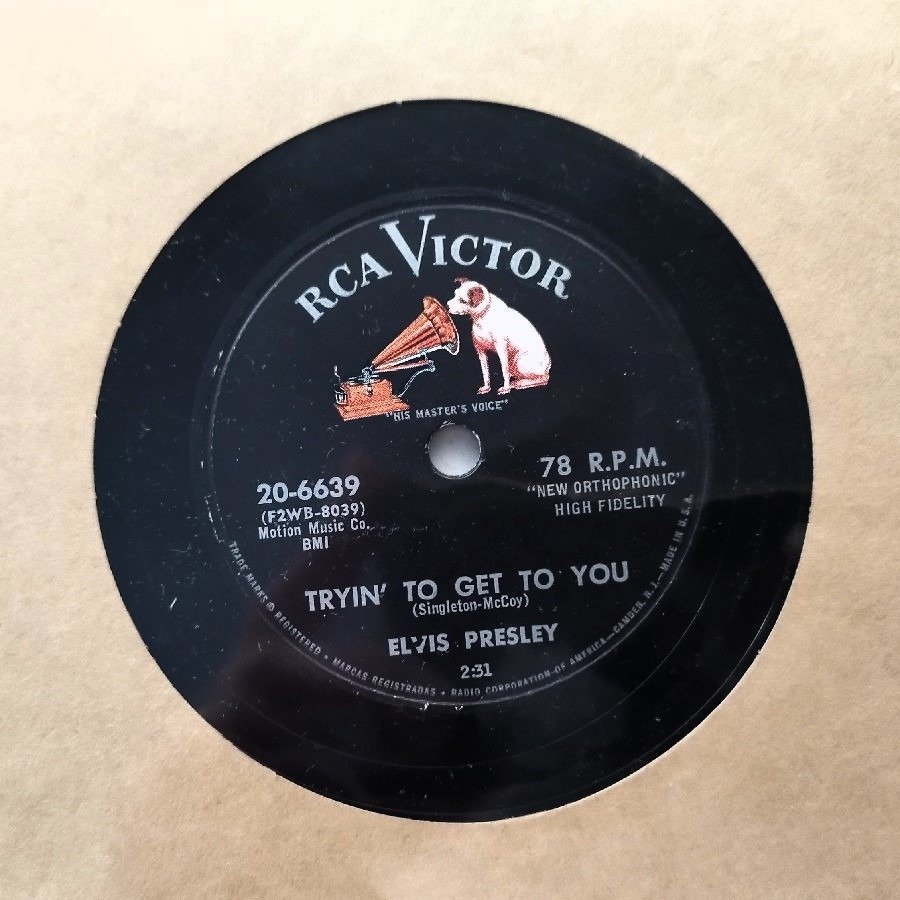 RCA VICTOR
"HIS MASTER'S VOICE"
20-6639
(F2WB-8039)
Motion Music Co.
BMI
78 R.P.M.
"NEW ORTHOPHONIC"
HIGH FIDELITY
TRYIN' TO GET TO YOU
(Singleton-McCoy)
ELVIS PRESLEY
2:31
TRADE MARKS ® REGISTERED • MARCAS REGISTRADAS • RADIO CORPORATION OF AMERICA—CAMDEN, N. J.—MADE IN U.S.A.